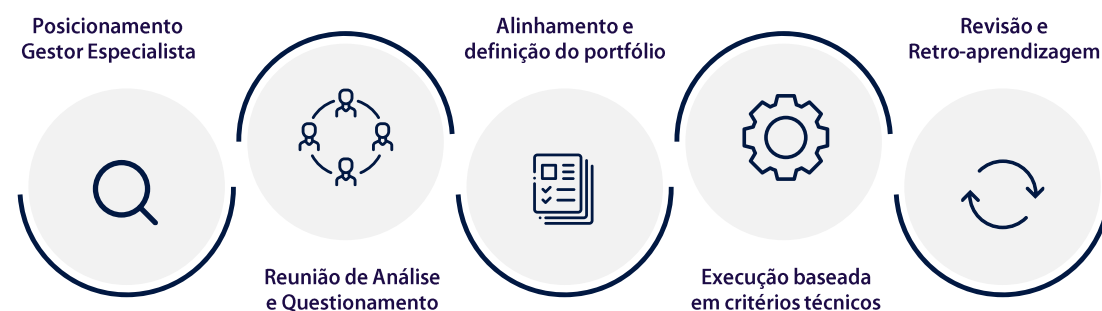 Posicionamento
Gestor Especialista
Reunião de Análise
e Questionamento
Alinhamento e
definição do portfólio
Execução baseada
em critérios técnicos
Revisão e
Retro-aprendizagem